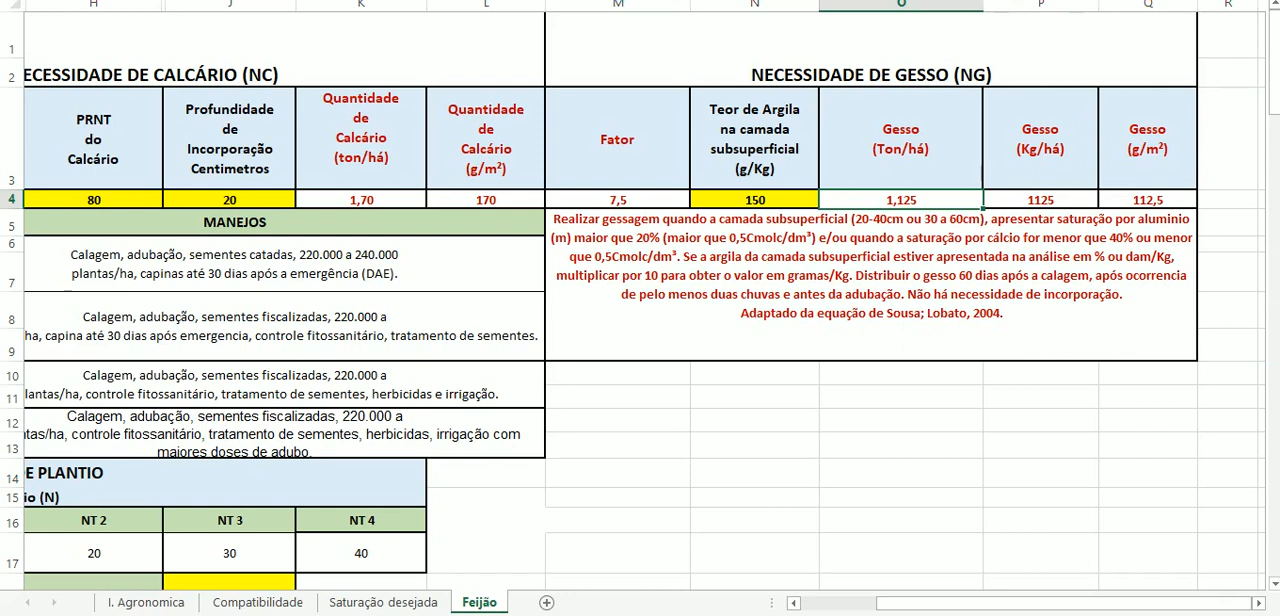 H J K L M N O P Q R
1
2 ECESSIDADE DE CALCÁRIO (NC) NECESSIDADE DE GESSO (NG)
3
PRNT
do
Calcário
Profundidade
de
Incorporação
Centimetros
Quantidade
de
Calcário
(ton/há)
Quantidade
de
Calcário
(g/m²)
Fator
Teor de Argila
na camada
subsuperficial
(g/Kg)
Gesso
(Ton/há)
Gesso
(Kg/há)
Gesso
(g/m²)
4 80 20 1,70 170 7,5 150 1,125 1125 112,5
5 MANEJOS
Realizar gessagem quando a camada subsuperficial (20-40cm ou 30 a 60cm), apresentar saturação por aluminio
(m) maior que 20% (maior que 0,5Cmolc/dm³) e/ou quando a saturação por cálcio for menor que 40% ou menor
que 0,5Cmolc/dm³. Se a argila da camada subsuperficial estiver apresentada na análise em % ou dam/Kg,
multiplicar por 10 para obter o valor em gramas/Kg. Distribuir o gesso 60 dias após a calagem, após ocorrencia
de pelo menos duas chuvas e antes da adubação. Não há necessidade de incorporação.
Adaptado da equação de Sousa; Lobato, 2004.
6
7
Calagem, adubação, sementes catadas, 220.000 a 240.000
plantas/ha, capinas até 30 dias após a emergência (DAE).
8
9
Calagem, adubação, sementes fiscalizadas, 220.000 a
ha, capina até 30 dias após emergencia, controle fitossanitário, tratamento de sementes.
10
11
Calagem, adubação, sementes fiscalizadas, 220.000 a
lantas/ha, controle fitossanitário, tratamento de sementes, herbicidas e irrigação.
12
13
Calagem, adubação, sementes fiscalizadas, 220.000 a
ntas/ha, controle fitossanitário, tratamento de sementes, herbicidas, irrigação com
maiores doses de adubo.
14 E PLANTIO
15 io (N)
16 NT 2 NT 3 NT 4
17 20 30 40
I. Agronomica Compatibilidade Saturação desejada Feijão